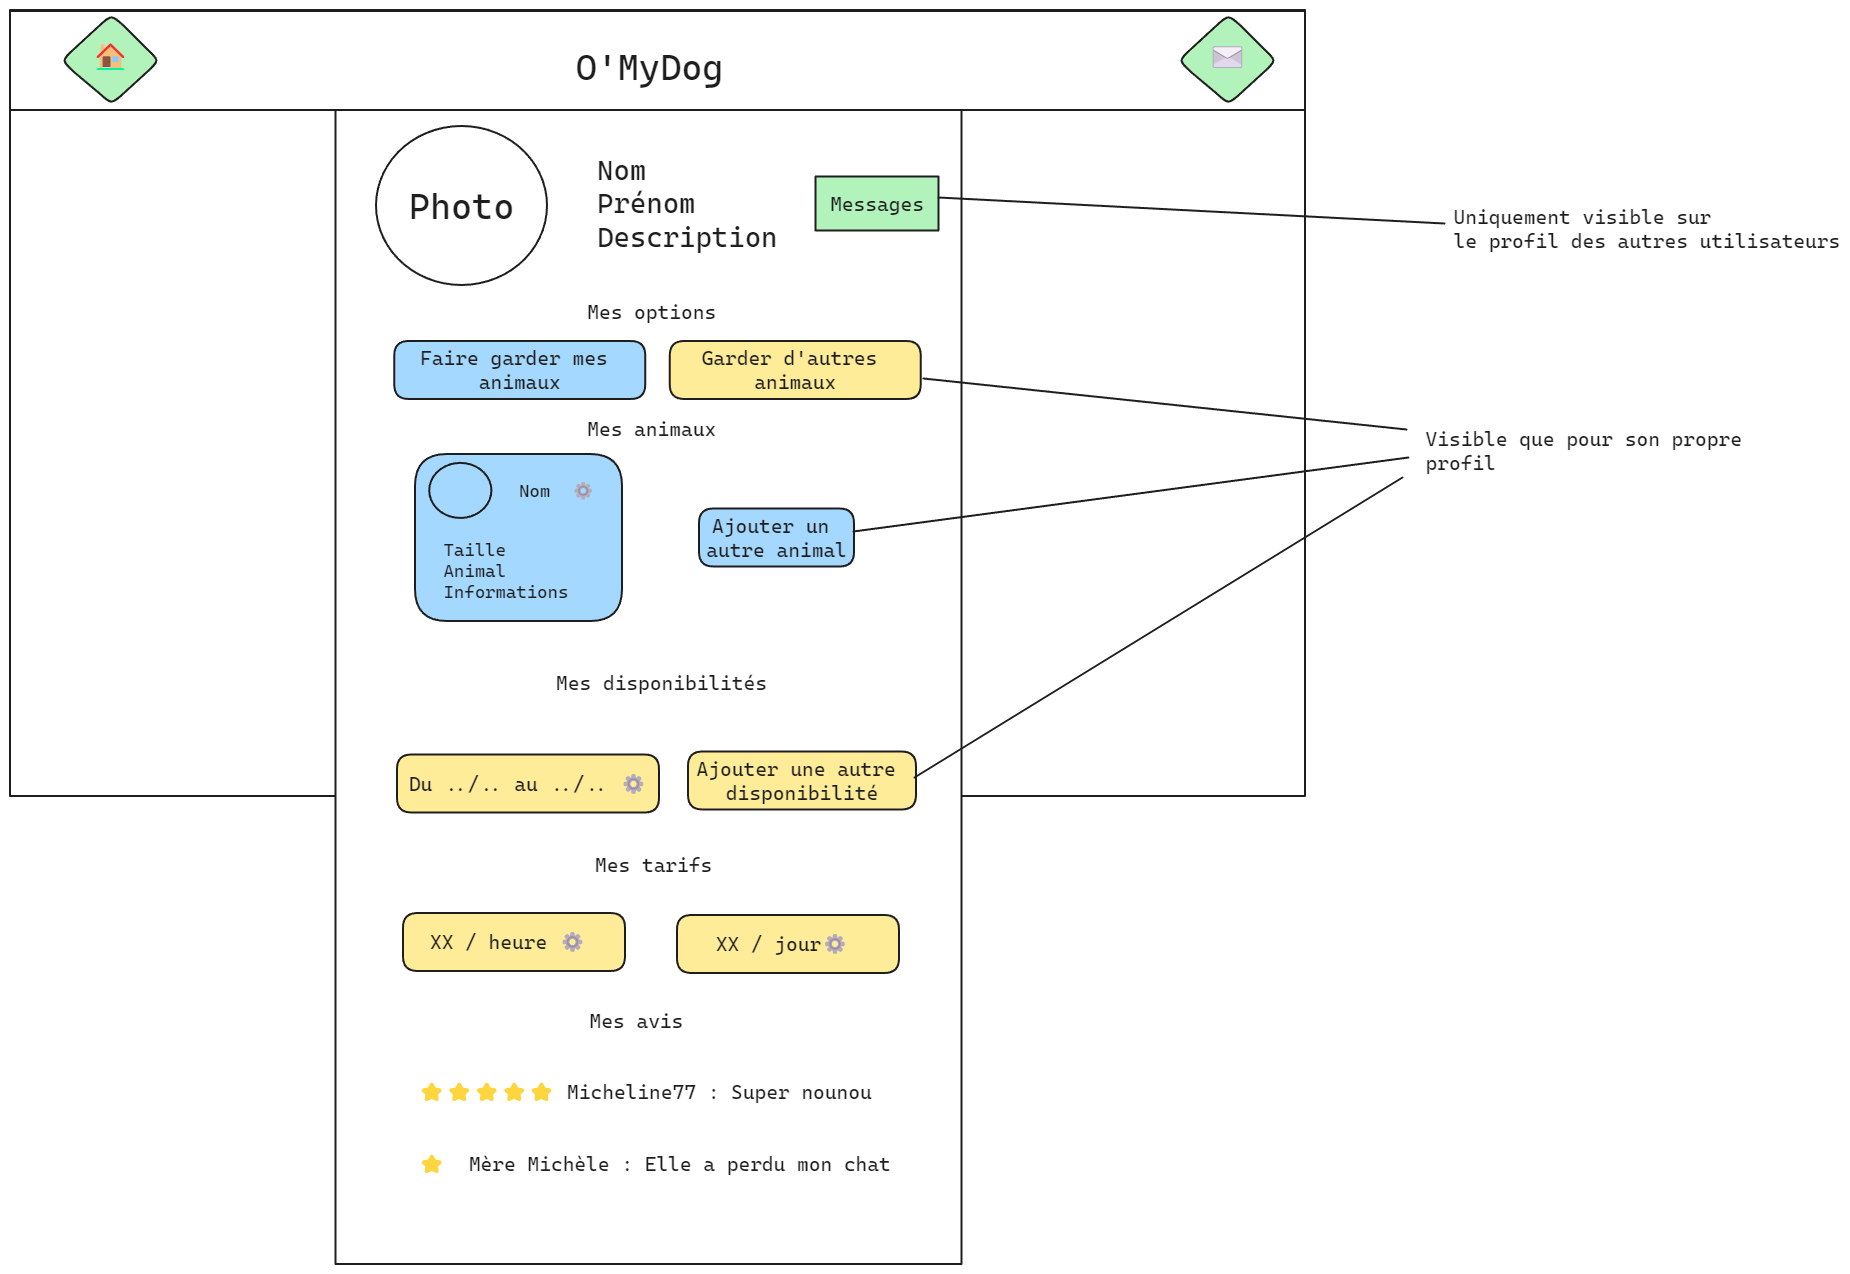 O'MyDog
Photo
Nom
Prénom
Description
Messages
Uniquement visible sur
le profil des autres utilisateurs
Mes options
Faire garder mes
animaux
Garder d'autres
animaux
Visible que pour son propre
profil
Mes animaux
Nom
Taille
Animal
Informations
Ajouter un
autre animal
Mes disponibilités
Du ../.. au ../..
Ajouter une autre
disponibilité
Mes tarifs
XX / heure
XX / jour
Mes avis
Micheline77 : Super nounou
Mère Michèle : Elle a perdu mon chat